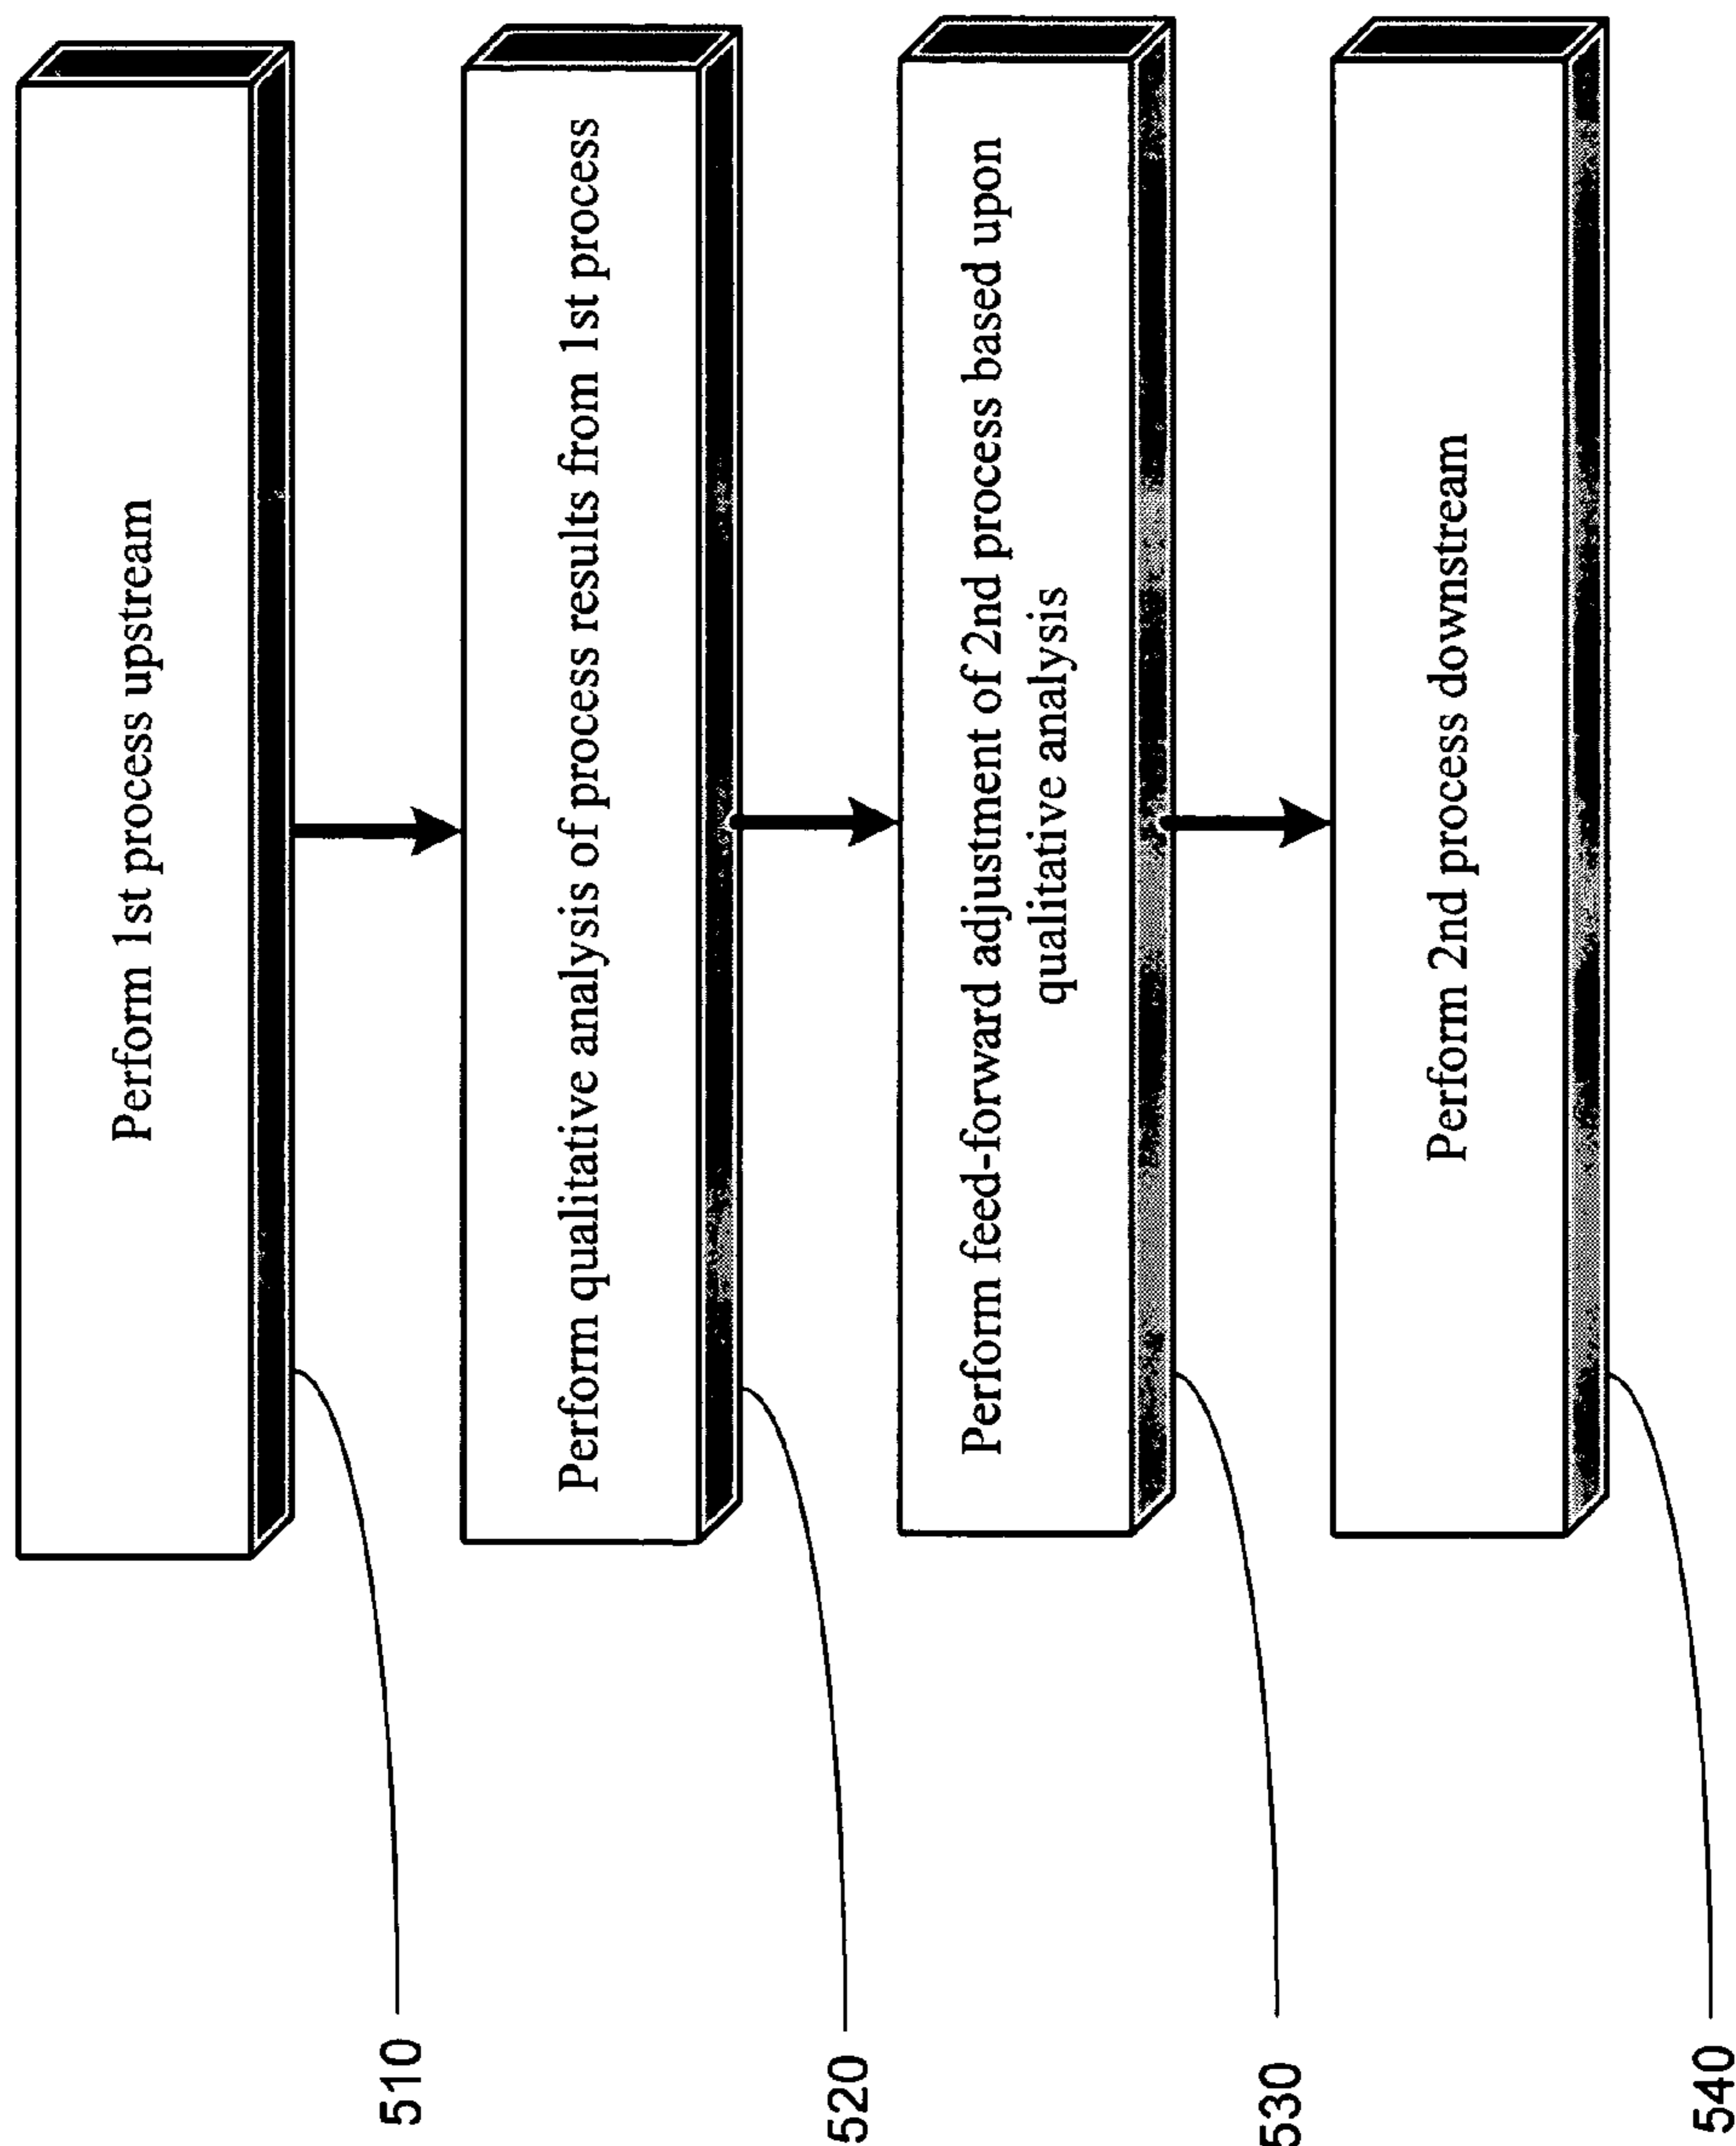 Perform 1st process upstream
510
Perform qualitative analysis of process results from 1st process
520
Perform feed-forward adjustment of 2nd process based upon
qualitative analysis
530
Perform 2nd process downstream
540